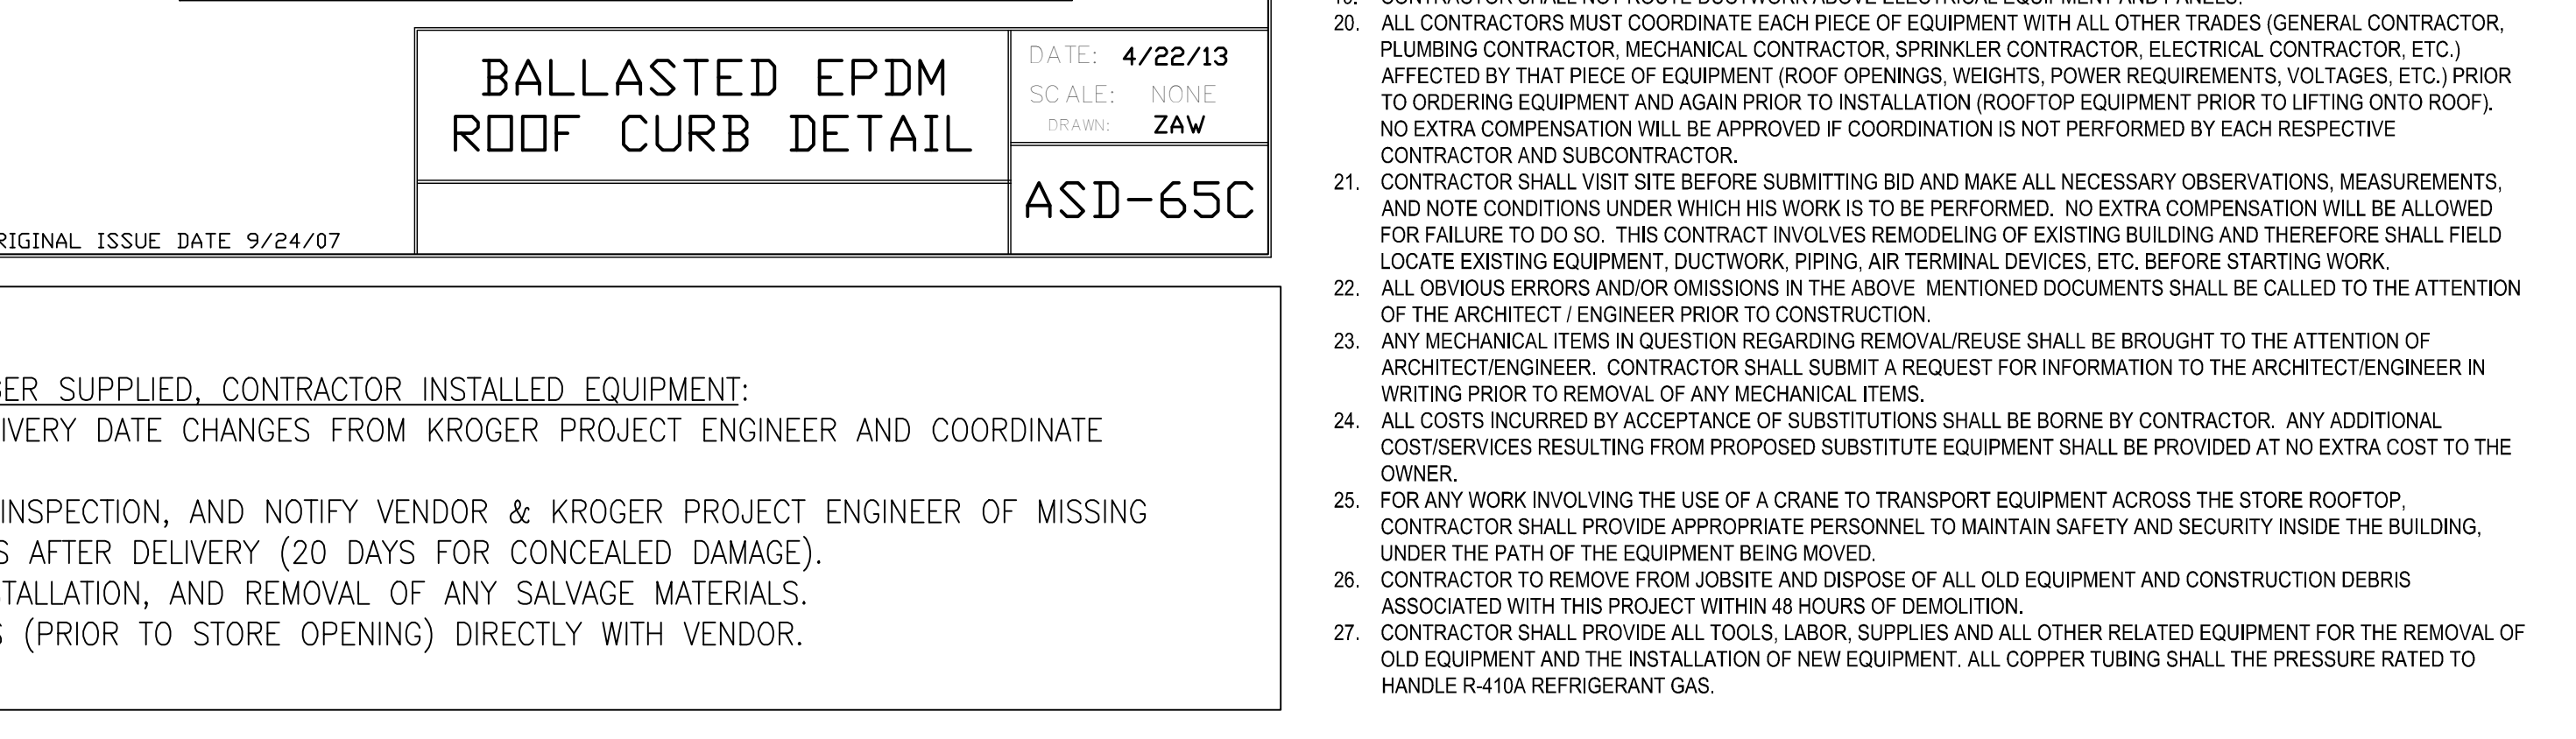 BALLASTED EPDM
ROOF CURB DETAIL
DATE: 4/22/13
SCALE: NONE
DRAWN: ZAW
ASD-65C
ORIGINAL ISSUE DATE 9/24/07
SUPPLIED, CONTRACTOR INSTALLED EQUIPMENT:
DATE CHANGES FROM KROGER PROJECT ENGINEER AND COORDINATE
INSPECTION, AND NOTIFY VENDOR & KROGER PROJECT ENGINEER OF MISSING
AFTER DELIVERY (20 DAYS FOR CONCEALED DAMAGE).
AND REMOVAL OF ANY SALVAGE MATERIALS.
(PRIOR TO STORE OPENING) DIRECTLY WITH VENDOR.
19. CONTRACTOR SHALL NOT ROUTE DUCTWORK ABOVE ELECTRICAL EQUIPMENT AND PANELS.
20. ALL CONTRACTORS MUST COORDINATE EACH PIECE OF EQUIPMENT WITH ALL OTHER TRADES (GENERAL CONTRACTOR,
PLUMBING CONTRACTOR, MECHANICAL CONTRACTOR, SPRINKLER CONTRACTOR, ELECTRICAL CONTRACTOR, ETC.)
AFFECTED BY THAT PIECE OF EQUIPMENT (ROOF OPENINGS, WEIGHTS, POWER REQUIREMENTS, VOLTAGES, ETC.) PRIOR
TO ORDERING EQUIPMENT AND AGAIN PRIOR TO INSTALLATION (ROOFTOP EQUIPMENT PRIOR TO LIFTING ONTO ROOF).
NO EXTRA COMPENSATION WILL BE APPROVED IF COORDINATION IS NOT PERFORMED BY EACH RESPECTIVE
CONTRACTOR AND SUBCONTRACTOR.
21. CONTRACTOR SHALL VISIT SITE BEFORE SUBMITTING BID AND MAKE ALL NECESSARY OBSERVATIONS, MEASUREMENTS,
AND NOTE CONDITIONS UNDER WHICH HIS WORK IS TO BE PERFORMED. NO EXTRA COMPENSATION WILL BE ALLOWED
FOR FAILURE TO DO SO. THIS CONTRACT INVOLVES REMODELING OF EXISTING BUILDING AND THEREFORE SHALL FIELD
LOCATE EXISTING EQUIPMENT, DUCTWORK, PIPING, AIR TERMINAL DEVICES, ETC. BEFORE STARTING WORK.
22. ALL OBVIOUS ERRORS AND/OR OMISSIONS IN THE ABOVE MENTIONED DOCUMENTS SHALL BE CALLED TO THE ATTENTION
OF THE ARCHITECT / ENGINEER PRIOR TO CONSTRUCTION.
23. ANY MECHANICAL ITEMS IN QUESTION REGARDING REMOVAL/REUSE SHALL BE BROUGHT TO THE ATTENTION OF
ARCHITECT/ENGINEER. CONTRACTOR SHALL SUBMIT A REQUEST FOR INFORMATION TO THE ARCHITECT/ENGINEER IN
WRITING PRIOR TO REMOVAL OF ANY MECHANICAL ITEMS.
24. ALL COSTS INCURRED BY ACCEPTANCE OF SUBSTITUTIONS SHALL BE BORNE BY CONTRACTOR. ANY ADDITIONAL
COST/SERVICES RESULTING FROM PROPOSED SUBSTITUTE EQUIPMENT SHALL BE PROVIDED AT NO EXTRA COST TO THE
OWNER.
25. FOR ANY WORK INVOLVING THE USE OF A CRANE TO TRANSPORT EQUIPMENT ACROSS THE STORE ROOFTOP,
CONTRACTOR SHALL PROVIDE APPROPRIATE PERSONNEL TO MAINTAIN SAFETY AND SECURITY INSIDE THE BUILDING,
UNDER THE PATH OF THE EQUIPMENT BEING MOVED.
26. CONTRACTOR TO REMOVE FROM JOBSITE AND DISPOSE OF ALL OLD EQUIPMENT AND CONSTRUCTION DEBRIS
ASSOCIATED WITH THIS PROJECT WITHIN 48 HOURS OF DEMOLITION.
27. CONTRACTOR SHALL PROVIDE ALL TOOLS, LABOR, SUPPLIES AND ALL OTHER RELATED EQUIPMENT FOR THE REMOVAL OF
OLD EQUIPMENT AND THE INSTALLATION OF NEW EQUIPMENT. ALL COPPER TUBING SHALL THE PRESSURE RATED TO
HANDLE R-410A REFRIGERANT GAS.